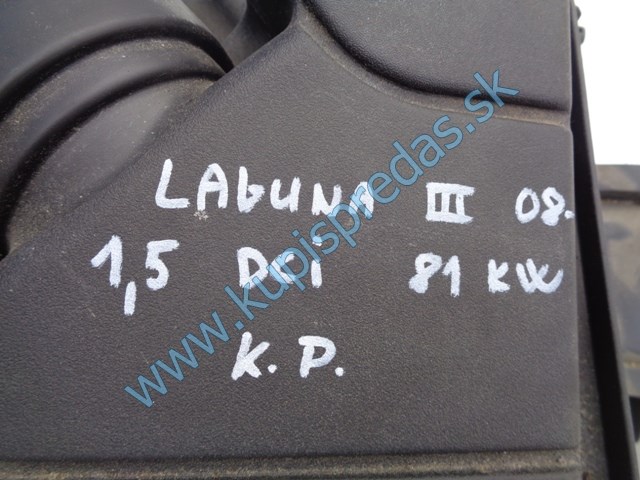 LAGUNA III 08.
1,5 DCi 81 KW
K. P.
www.kupispredas.sk